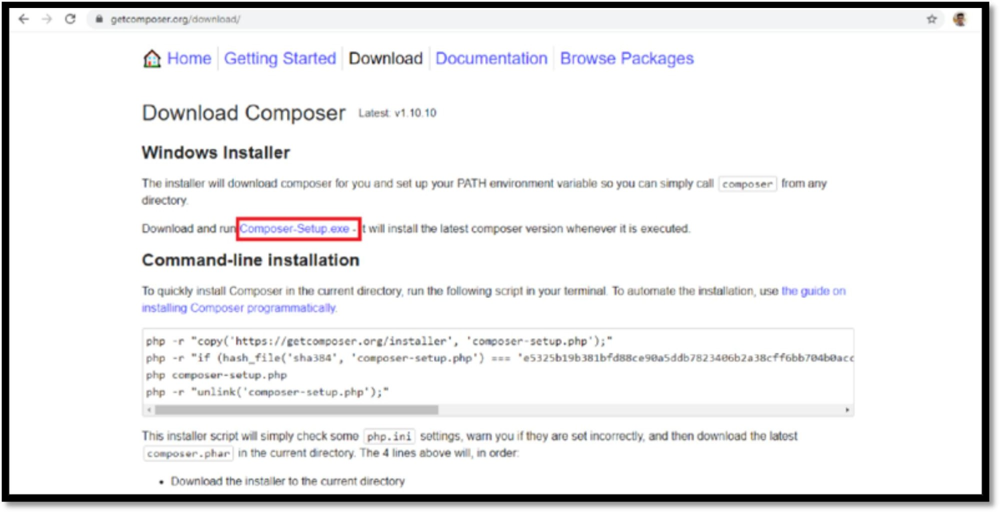 getcomposer.org/download/
Home Getting Started Download Documentation Browse Packages
Download Composer Latest: v1.10.10
Windows Installer
The installer will download composer for you and set up your PATH environment variable so you can simply call composer from any
directory.
Download and run Composer-Setup.exe - it will install the latest composer version whenever it is executed.
Command-line installation
To quickly install Composer in the current directory, run the following script in your terminal. To automate the installation, use the guide on
installing Composer programmatically.
php -r "copy('https://getcomposer.org/installer', 'composer-setup.php');"
php -r "if (hash_file('sha384', 'composer-setup.php') === 'e5325b19b381bfd88ce90a5ddb7823406b2a38cff6bb704b0acc
php composer-setup.php
php -r "unlink('composer-setup.php');"
This installer script will simply check some php.ini settings, warn you if they are set incorrectly, and then download the latest
composer.phar in the current directory. The 4 lines above will, in order:
• Download the installer to the current directory